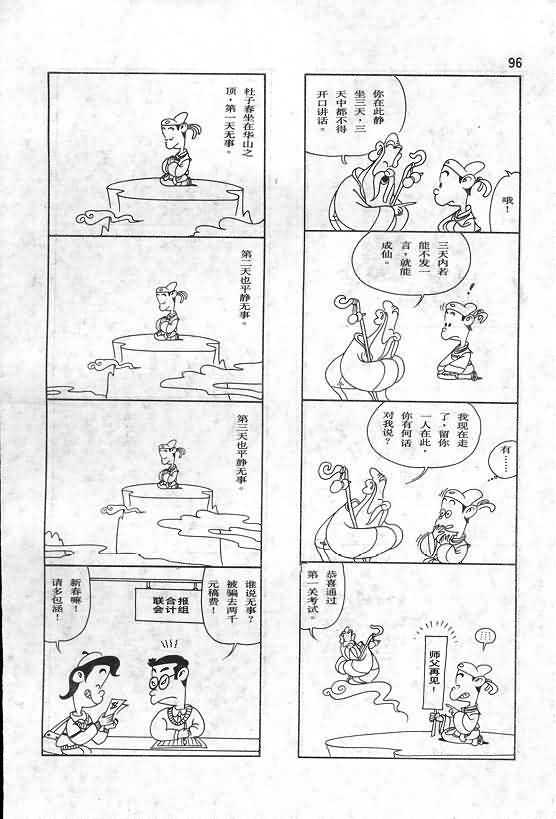 96
你在此静
坐三天，三
天中都不得
开口讲话。
哦！
三天内若
能不发一
言，就能
成仙。
！
我现在走
了，留你
一人在此，
你有何话
对我说？
有……
恭喜通过
第一关考试。
师父再见！
杜子春坐在华山之
顶，第一天无事。
第二天也平静无事。
第三天也平静无事。
联合报
会计组
谁说无事？
被骗去两千
元稿费！
新春嘛！
请多包涵！